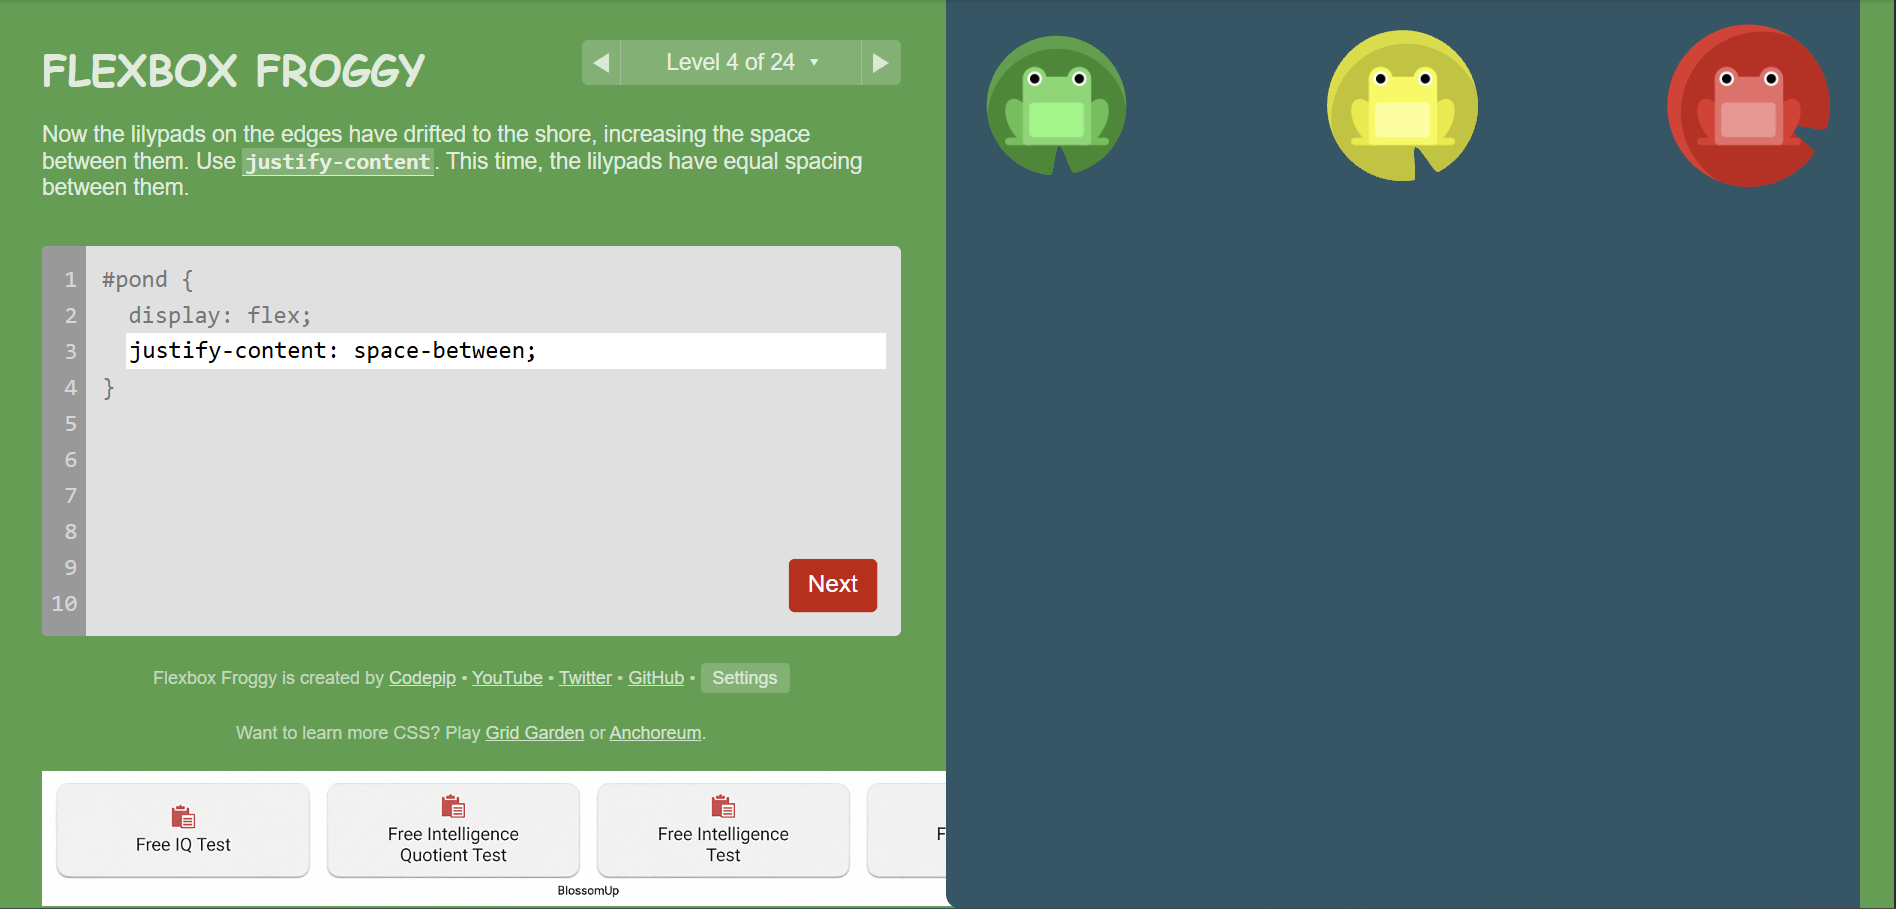 FLEXBOX FROGGY
Level 4 of 24 ▼
Now the lilypads on the edges have drifted to the shore, increasing the space
between them. Use justify-content. This time, the lilypads have equal spacing
between them.
1 #pond {
2 display: flex;
3 justify-content: space-between;
4 }
5
6
7
8
9
10
Next
Flexbox Froggy is created by Codepip • YouTube • Twitter • GitHub • Settings
Want to learn more CSS? Play Grid Garden or Anchoreum.
Free IQ Test
Free Intelligence
Quotient Test
Free Intelligence
Test
F
BlossomUp